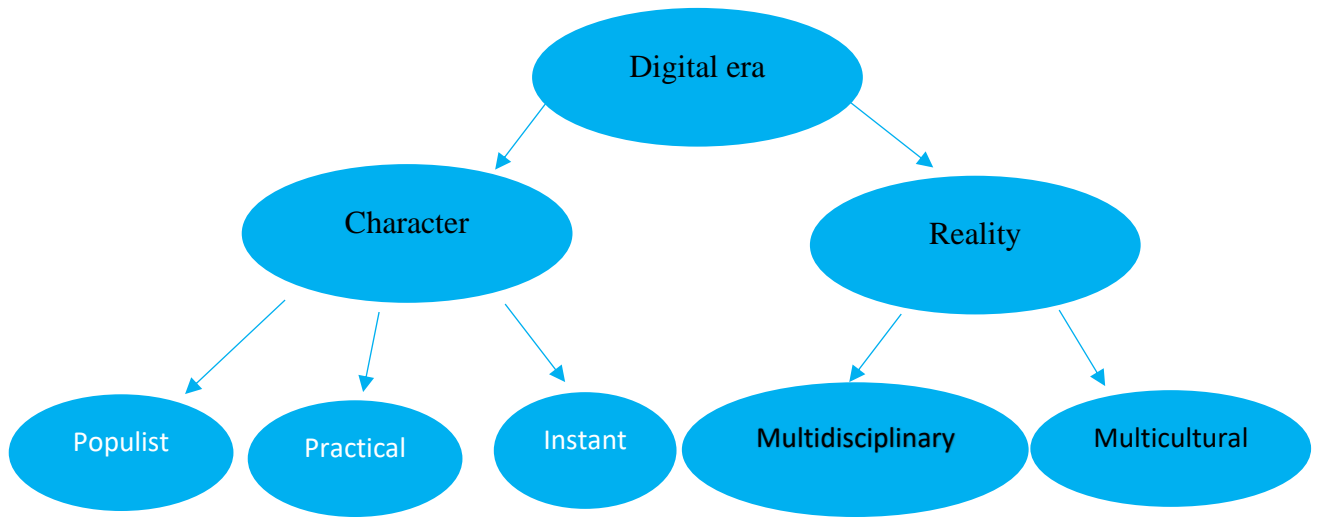 Digital era
Character
Reality
Populist
Practical
Instant
Multidisciplinary
Multicultural